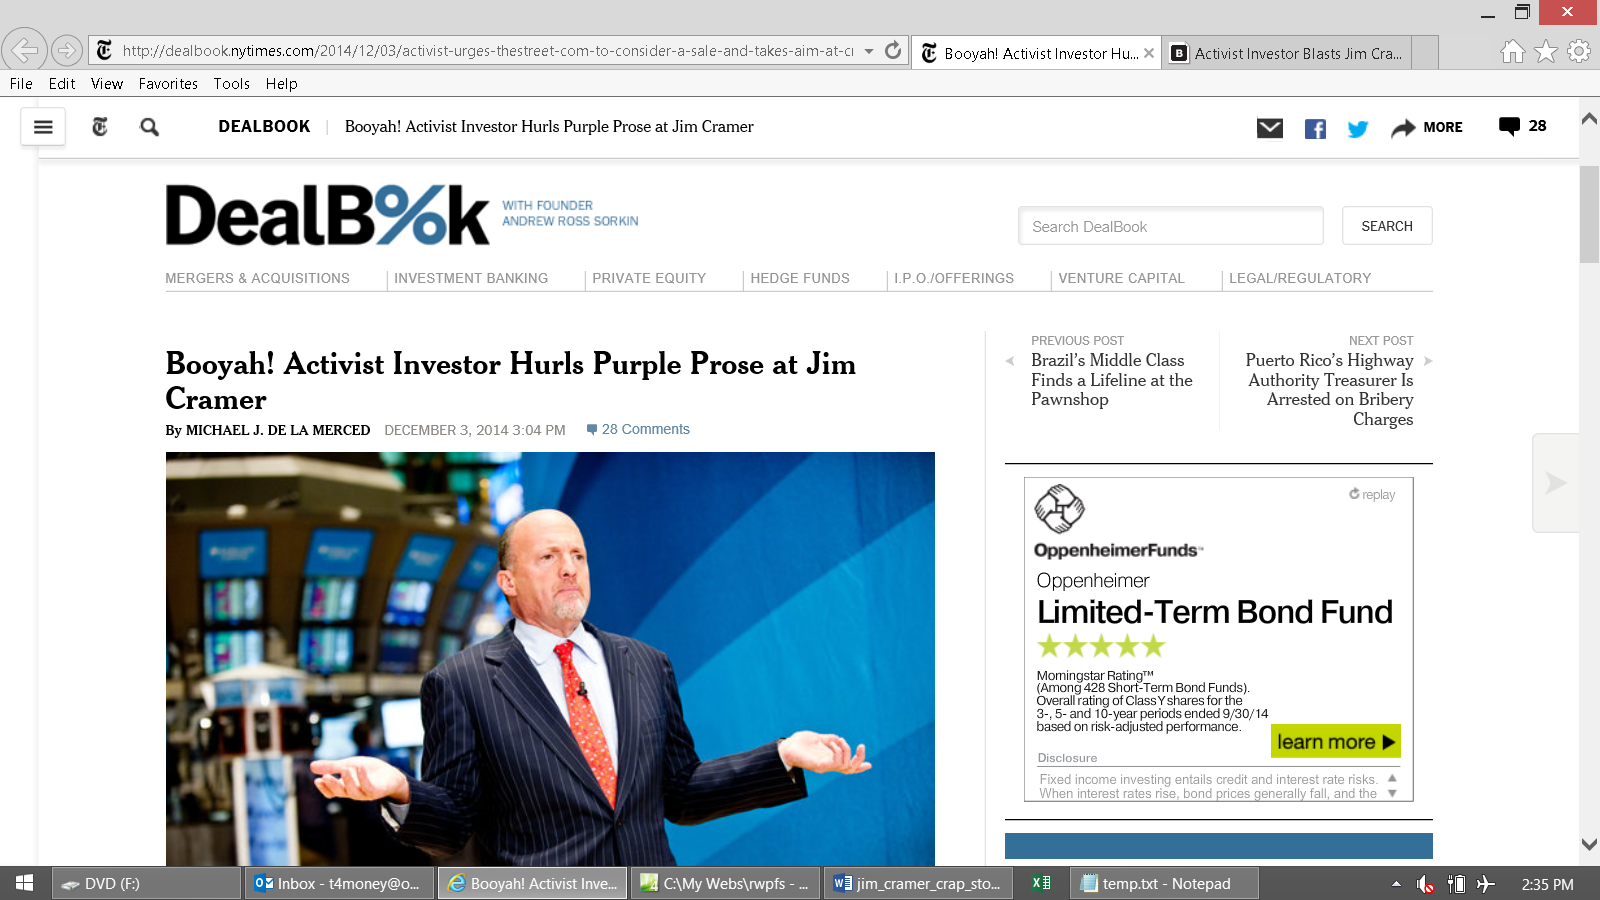 http://dealbook.nytimes.com/2014/12/03/activist-urges-thestreet-com-to-consider-a-sale-and-takes-aim-at-cr
Booyah! Activist Investor Hu...
Activist Investor Blasts Jim Cra...
File Edit View Favorites Tools Help
DEALBOOK | Booyah! Activist Investor Hurls Purple Prose at Jim Cramer
MORE
28
DealB%k
WITH FOUNDER
ANDREW ROSS SORKIN
Search DealBook
SEARCH
MERGERS & ACQUISITIONS
INVESTMENT BANKING
PRIVATE EQUITY
HEDGE FUNDS
I.P.O./OFFERINGS
VENTURE CAPITAL
LEGAL/REGULATORY
Booyah! Activist Investor Hurls Purple Prose at Jim
Cramer
By MICHAEL J. DE LA MERCED DECEMBER 3, 2014 3:04 PM 28 Comments
PREVIOUS POST
Brazil's Middle Class
Finds a Lifeline at the
Pawnshop
NEXT POST
Puerto Rico's Highway
Authority Treasurer Is
Arrested on Bribery
Charges
replay
OppenheimerFunds™
Oppenheimer
Limited-Term Bond Fund
Morningstar Rating™
(Among 428 Short-Term Bond Funds).
Overall rating of Class Y shares for the
3-, 5- and 10-year periods ended 9/30/14
based on risk-adjusted performance.
learn more
Disclosure
Fixed income investing entails credit and interest rate risks.
When interest rates rise, bond prices generally fall, and the
DVD (F:)
Inbox - t4money@o...
Booyah! Activist Inve...
C:\My Webs\rwpfs - ...
jim_cramer_crap_sto...
temp.txt - Notepad
2:35 PM